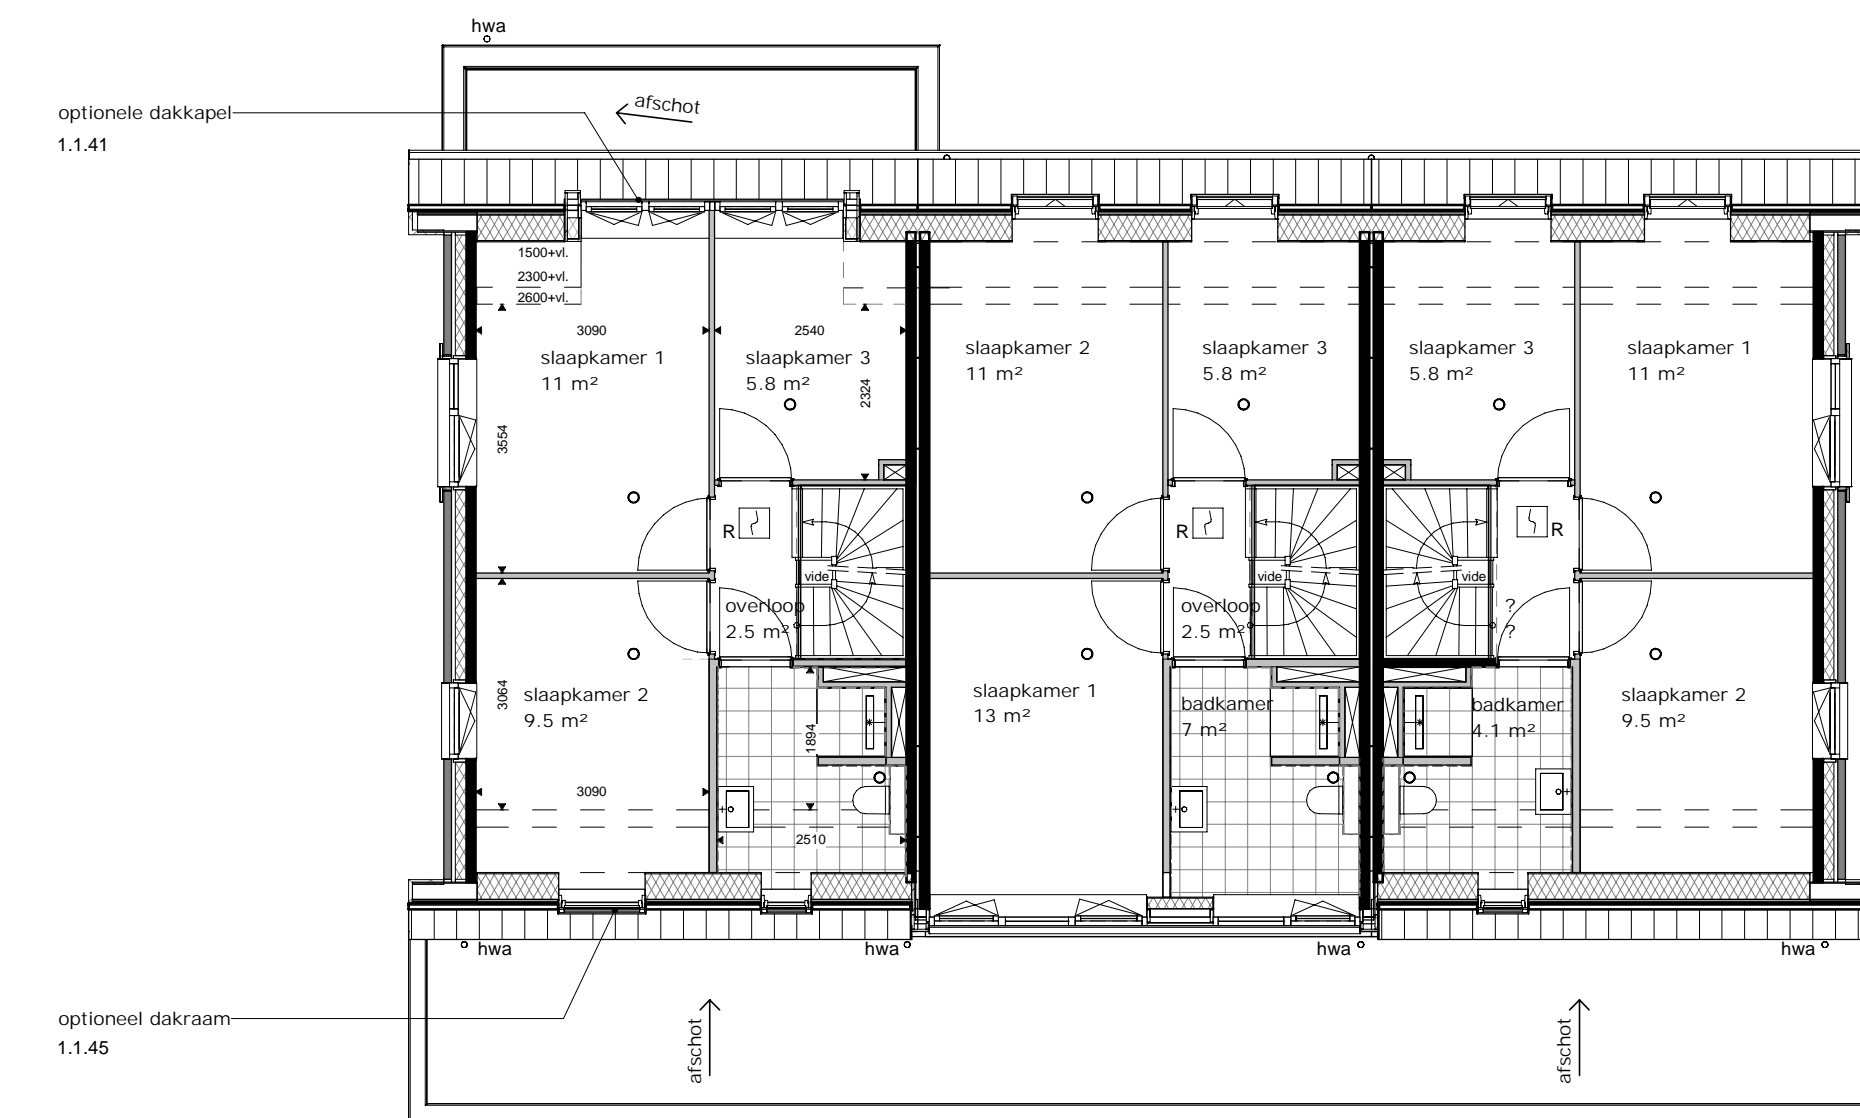 hwa
optionele dakkapel
1.1.41
afschot
1500+vl.
2300+vl.
2600+vl.
3090
2540
slaapkamer 1
11 m²
slaapkamer 3
5.8 m²
2324
3554
slaapkamer 2
11 m²
slaapkamer 3
5.8 m²
slaapkamer 3
5.8 m²
slaapkamer 1
11 m²
R
R
R
vide
vide
vide
overloop
2.5 m²
overloop
2.5 m²
?
?
3064
slaapkamer 2
9.5 m²
1894
slaapkamer 1
13 m²
badkamer
7 m²
badkamer
4.1 m²
slaapkamer 2
9.5 m²
3090
2510
hwa
hwa
hwa
hwa
optioneel dakraam
1.1.45
afschot
afschot